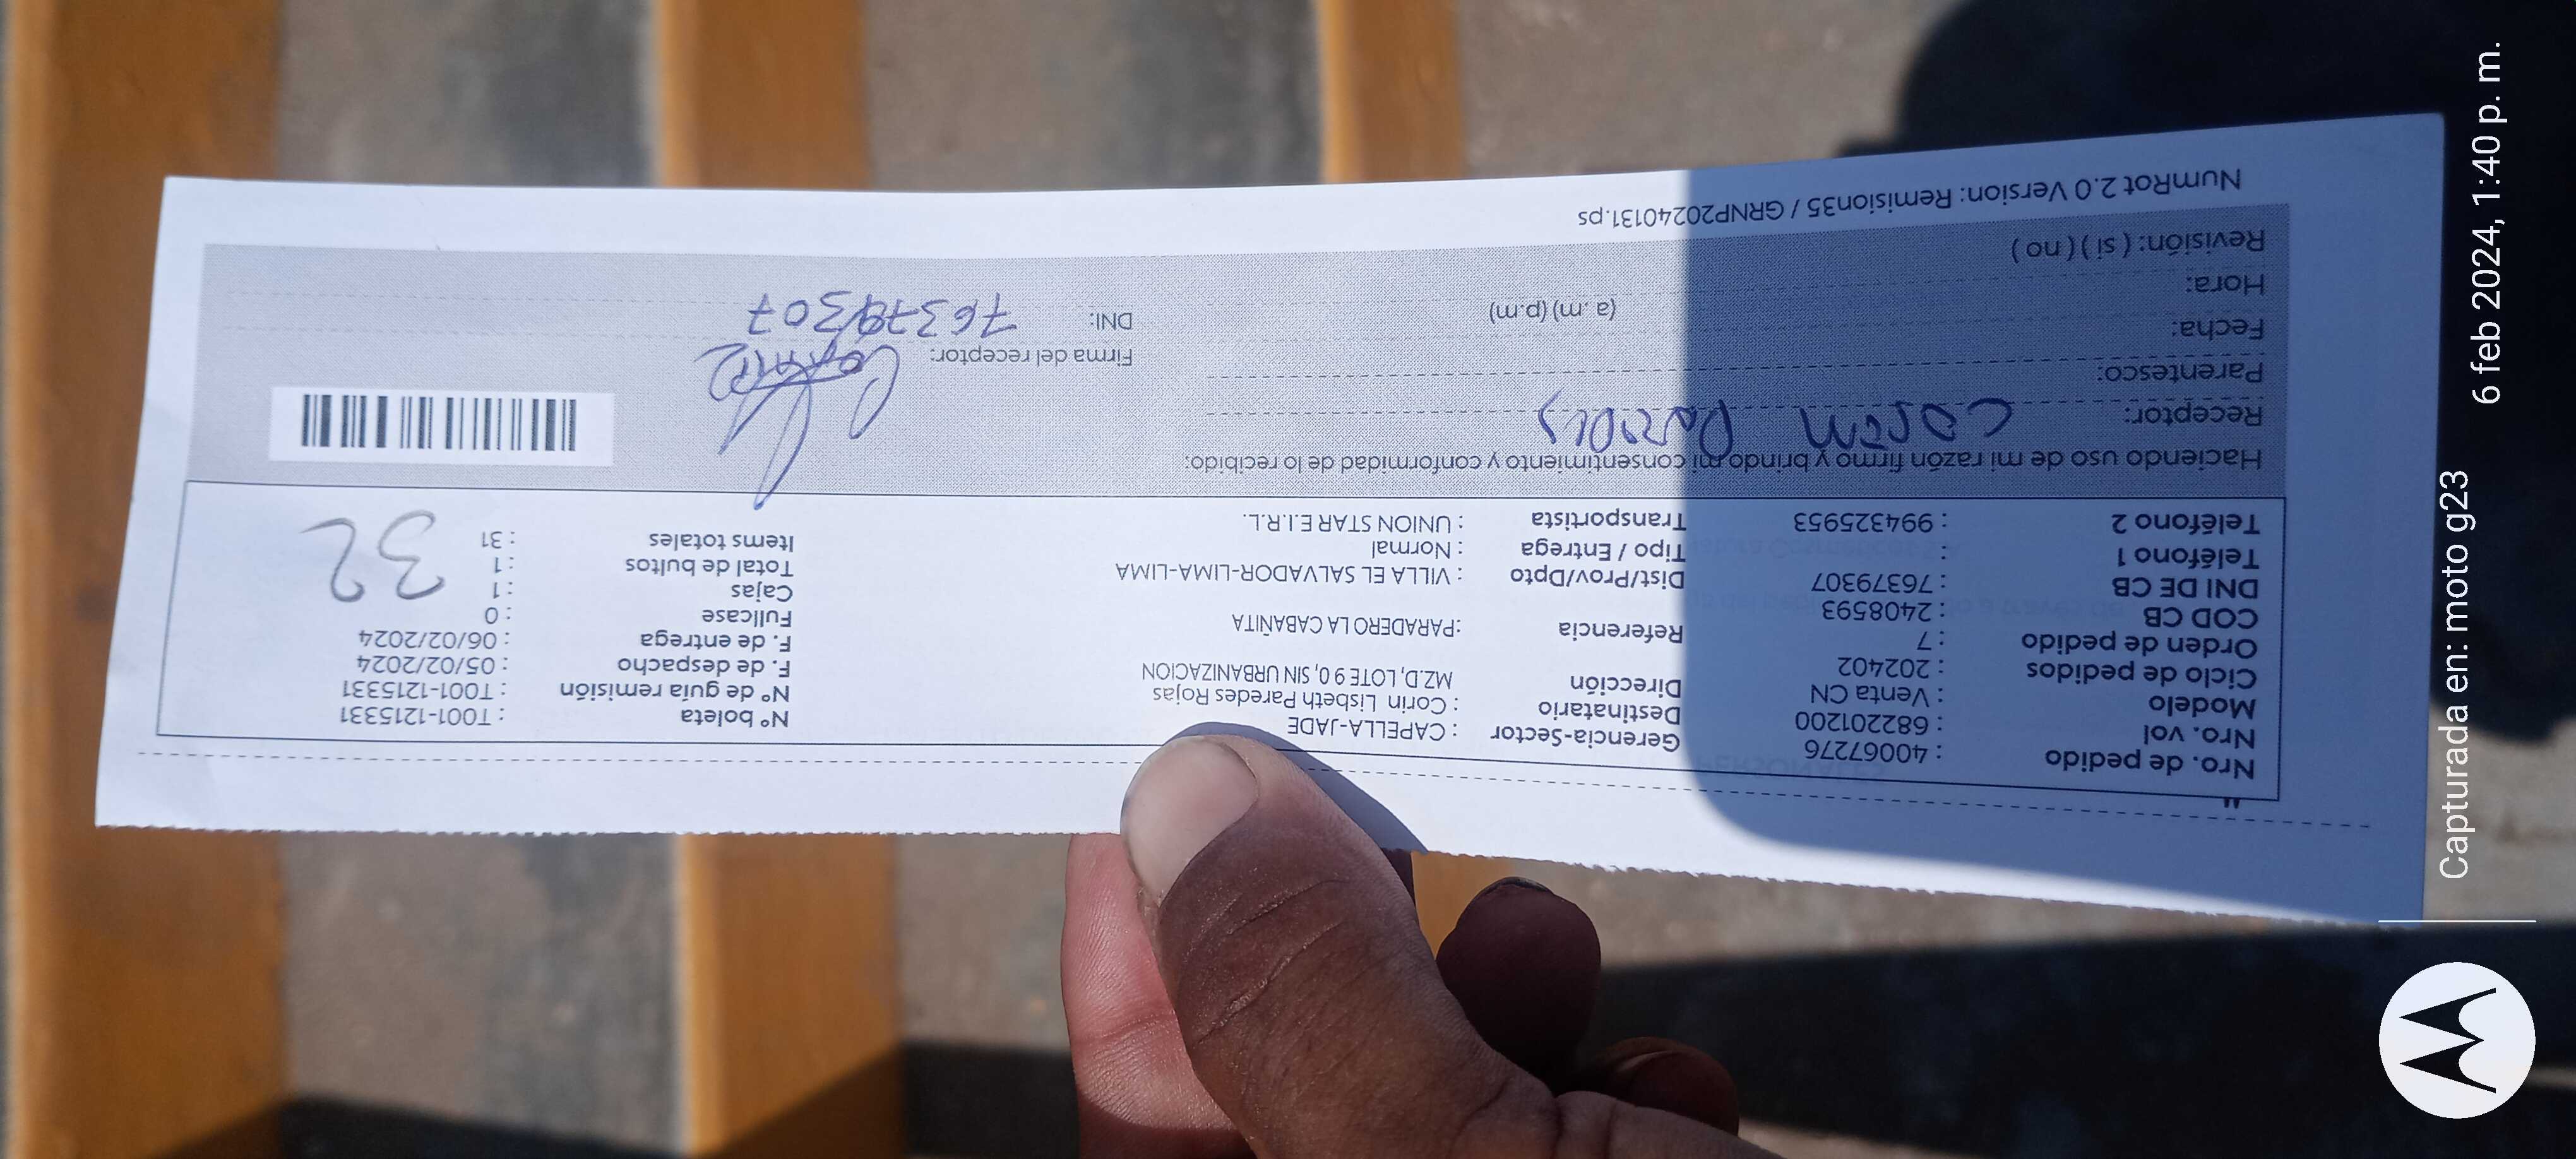 Nro. de pedido : 40067276
Nro. vol : 682201200
Modelo : Venta CN
Ciclo de pedidos : 202402
Orden de pedido : 7
COD CB : 2408593
DNI DE CB : 76379307
Teléfono 1 :
Teléfono 2 : 994325953
Gerencia-Sector : CAPELLA-JADE
Destinatario : Corin Lisbeth Paredes Rojas
Dirección MZ.D, LOTE 9 0, SIN URBANIZACION
Referencia :PARADERO LA CABAÑITA
Dist/Prov/Dpto : VILLA EL SALVADOR-LIMA-LIMA
Tipo / Entrega : Normal
Transportista : UNION STAR E.I.R.L.
N° boleta : T001-1215331
N° de guía remisión : T001-1215331
F. de despacho : 05/02/2024
F. de entrega : 06/02/2024
Fullcase : 0
Cajas : 1
Total de bultos : 1
Items totales : 31
32
Haciendo uso de mi razón firmo y brindo mi consentimiento y conformidad de lo recibido:
Receptor: Paredes
Parentesco:
Fecha:
Hora: (a. m) (p.m)
Revisión: ( si ) ( no )
Firma del receptor:
DNI: 76379307
NumRot 2.0 Version: Remision35 / GRNP20240131.ps
6 feb 2024, 1:40 p. m.
Capturada en: moto g23